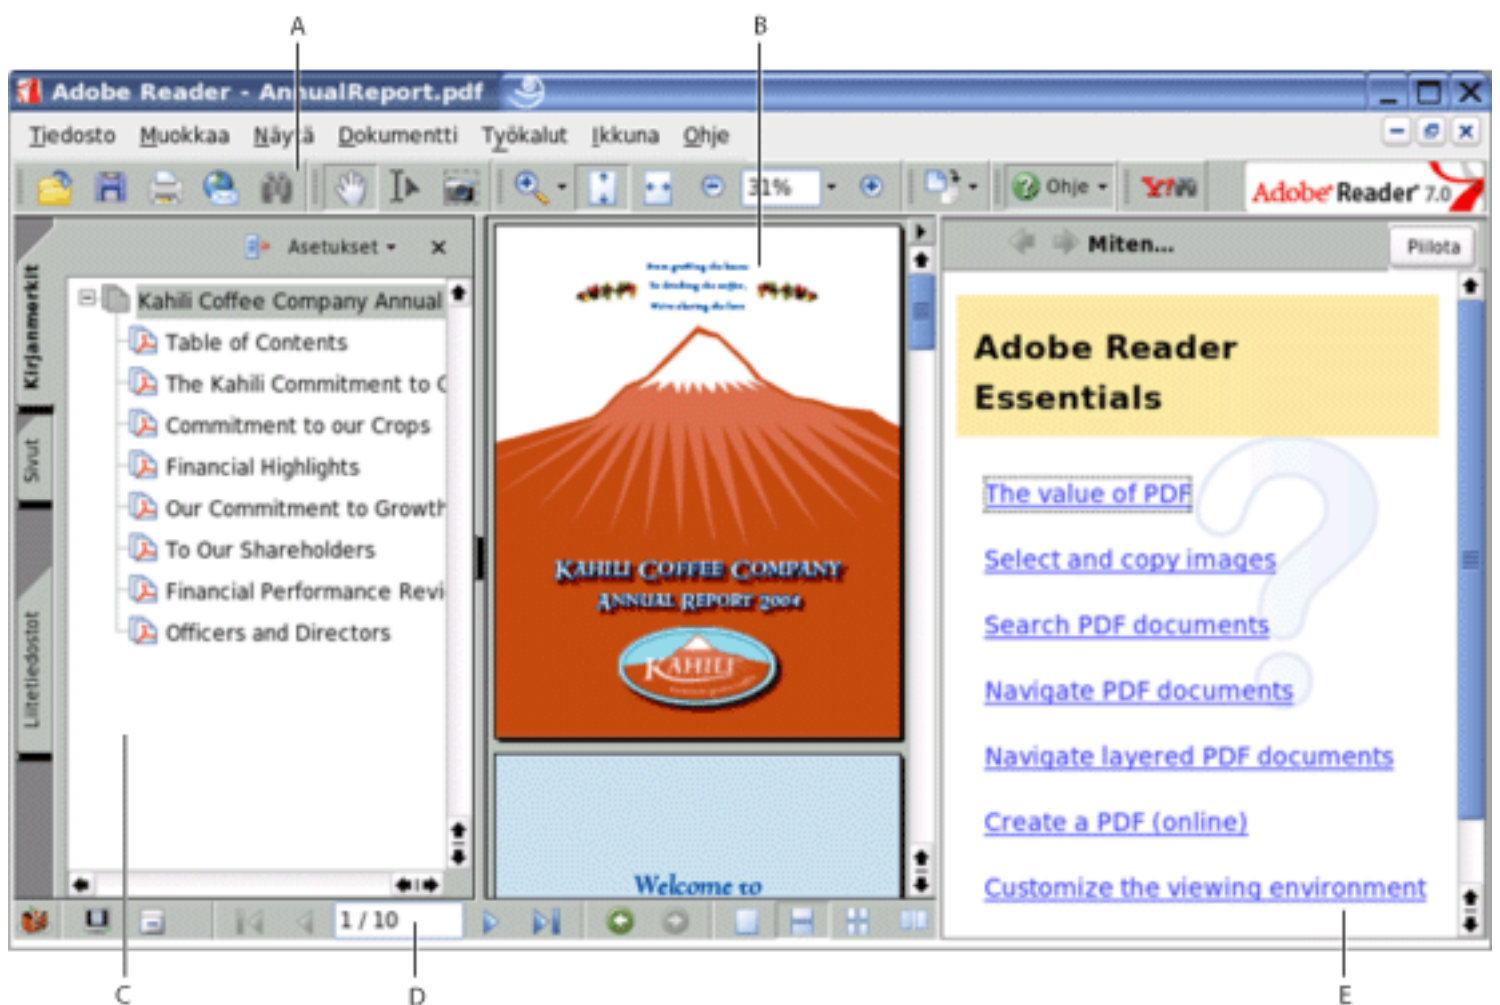 A
B
Adobe Reader - AnnualReport.pdf
Tiedosto Muokkaa Näytä Dokumentti Työkalut Ikkuna Ohje
31%
Ohje
Y!
Adobe Reader 7.0
Asetukset
Miten...
Piilota
Kirjanmerkit
Sivut
Liitetiedostot
Kahili Coffee Company Annual
Table of Contents
The Kahili Commitment to C
Commitment to our Crops
Financial Highlights
Our Commitment to Growth
To Our Shareholders
Financial Performance Revi
Officers and Directors
KAHILI COFFEE COMPANY
ANNUAL REPORT 2004
KAHILI
Welcome to
Adobe Reader
Essentials
The value of PDF
Select and copy images
Search PDF documents
Navigate PDF documents
Navigate layered PDF documents
Create a PDF (online)
Customize the viewing environment
1 / 10
C
D
E